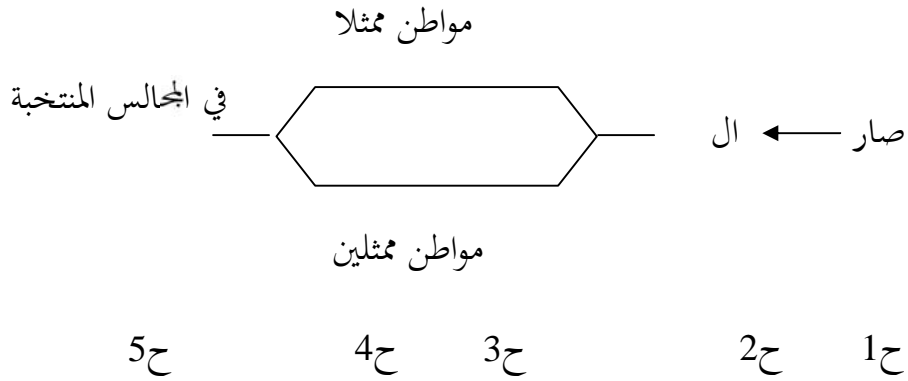 مواطن ممثلا
صار ال في المجالس المنتخبة
مواطن ممثلين
ح1 ح2 ح3 ح4 ح5